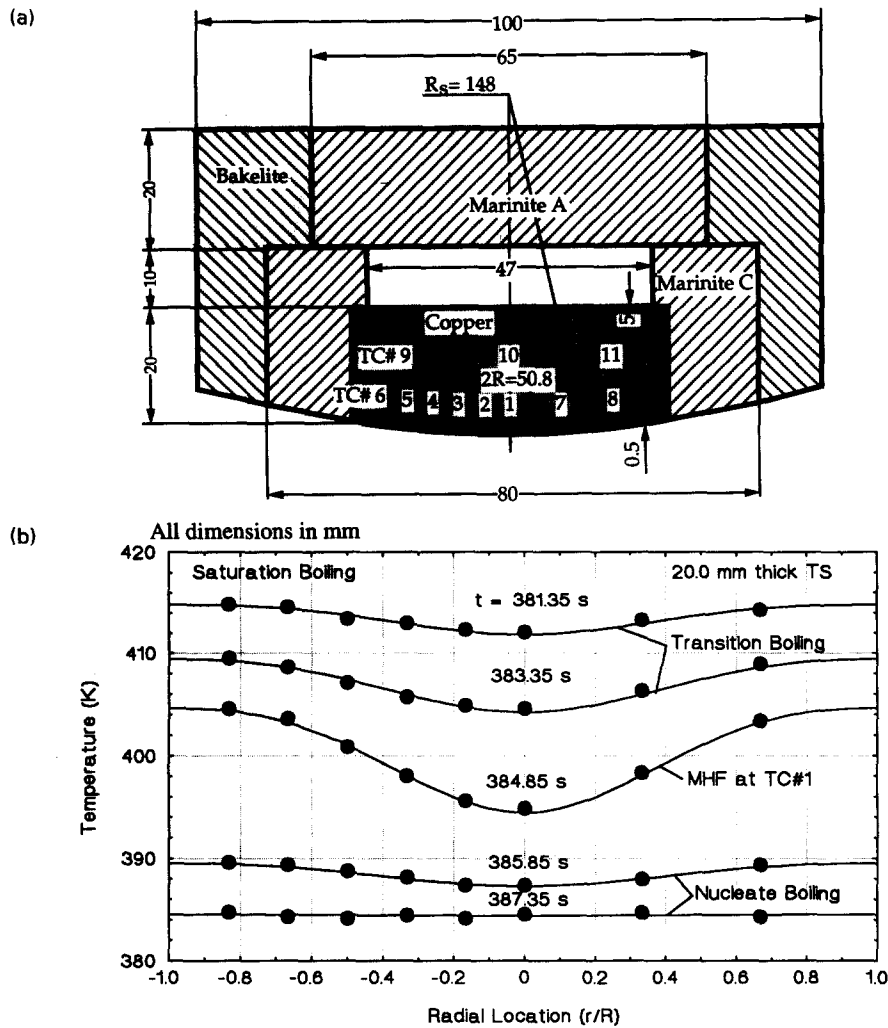 (a)
100
65
Rs= 148
Bakelite
20
Marinite A
10
47
Marinite C
Copper
5
20
TC# 9 10 11
2R=50.8
TC# 6 5 4 3 2 1 7 8
0.5
80
(b)
All dimensions in mm
420
Saturation Boiling
20.0 mm thick TS
t = 381.35 s
Transition Boiling
410
383.35 s
Temperature (K)
400
384.85 s
MHF at TC#1
390
385.85 s
387.35 s
Nucleate Boiling
380
-1.0 -0.8 -0.6 -0.4 -0.2 0 0.2 0.4 0.6 0.8 1.0
Radial Location (r/R)